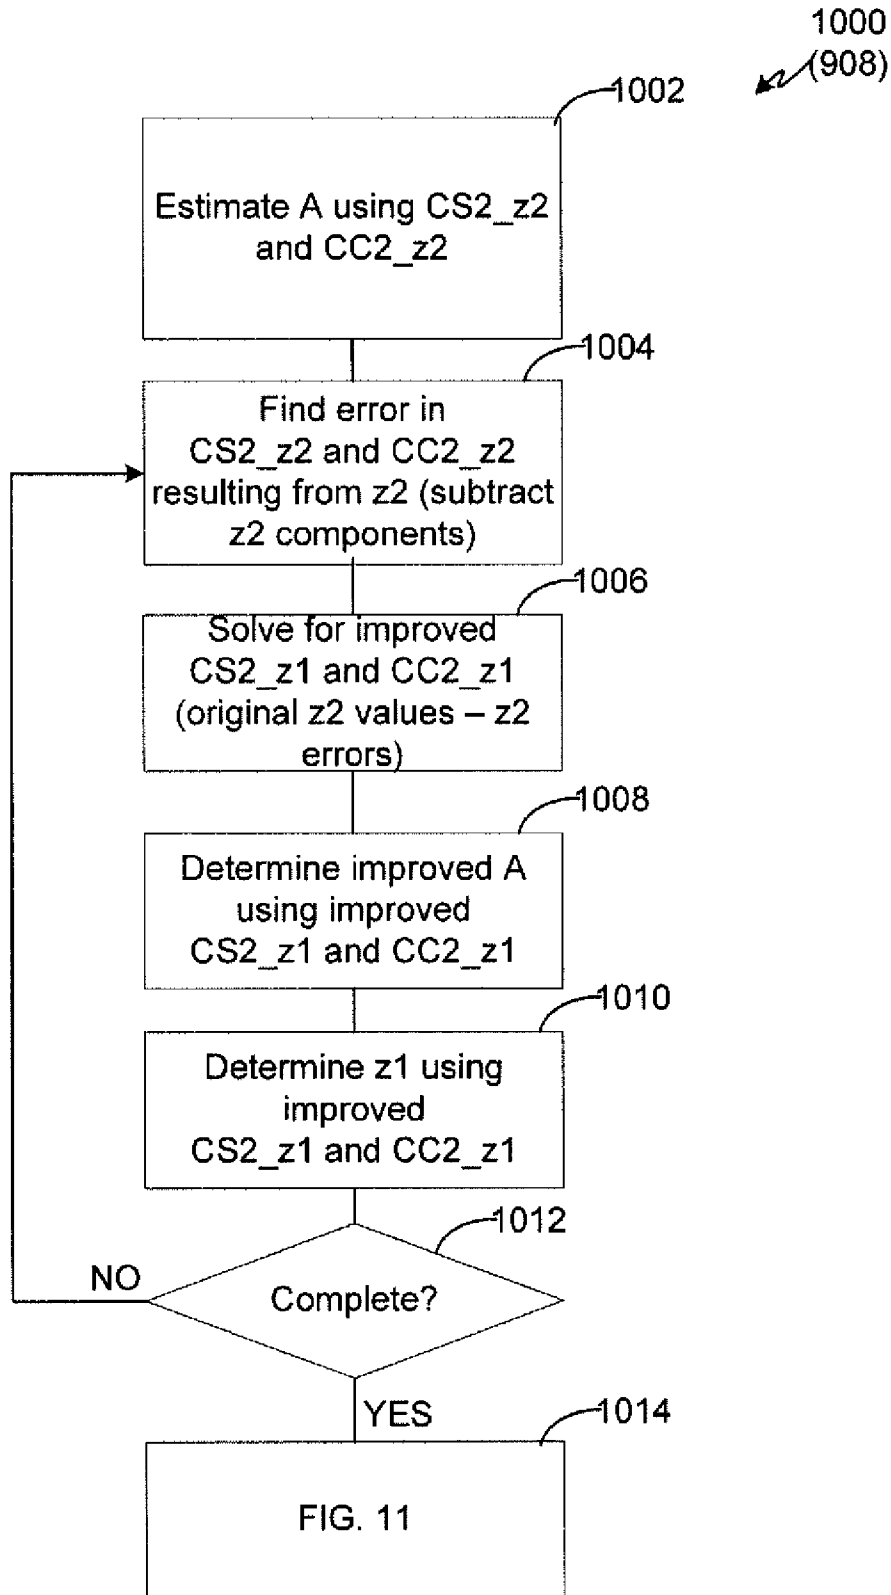 1000
(908)
1002
Estimate A using CS2_z2
and CC2_z2
1004
Find error in
CS2_z2 and CC2_z2
resulting from z2 (subtract
z2 components)
1006
Solve for improved
CS2_z1 and CC2_z1
(original z2 values – z2
errors)
1008
Determine improved A
using improved
CS2_z1 and CC2_z1
1010
Determine z1 using
improved
CS2_z1 and CC2_z1
1012
NO
Complete?
YES
1014
FIG. 11